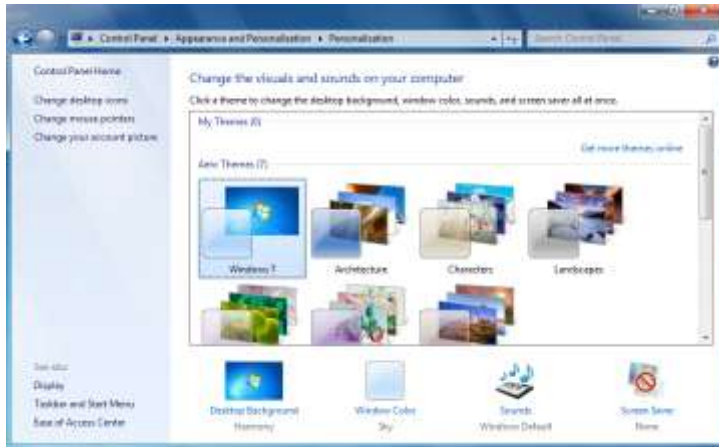 Control Panel ▸ Appearance and Personalisation ▸ Personalisation
Search Control Panel
Control Panel Home
Change desktop icons
Change mouse pointers
Change your account picture
See also
Display
Taskbar and Start Menu
Ease of Access Center
Change the visuals and sounds on your computer
Click a theme to change the desktop background, window color, sounds, and screen saver all at once.
My Themes (0)
Get more themes online
Aero Themes (7)
Windows 7
Architecture
Characters
Landscapes
Desktop Background
Harmony
Window Color
Sky
Sounds
Windows Default
Screen Saver
None